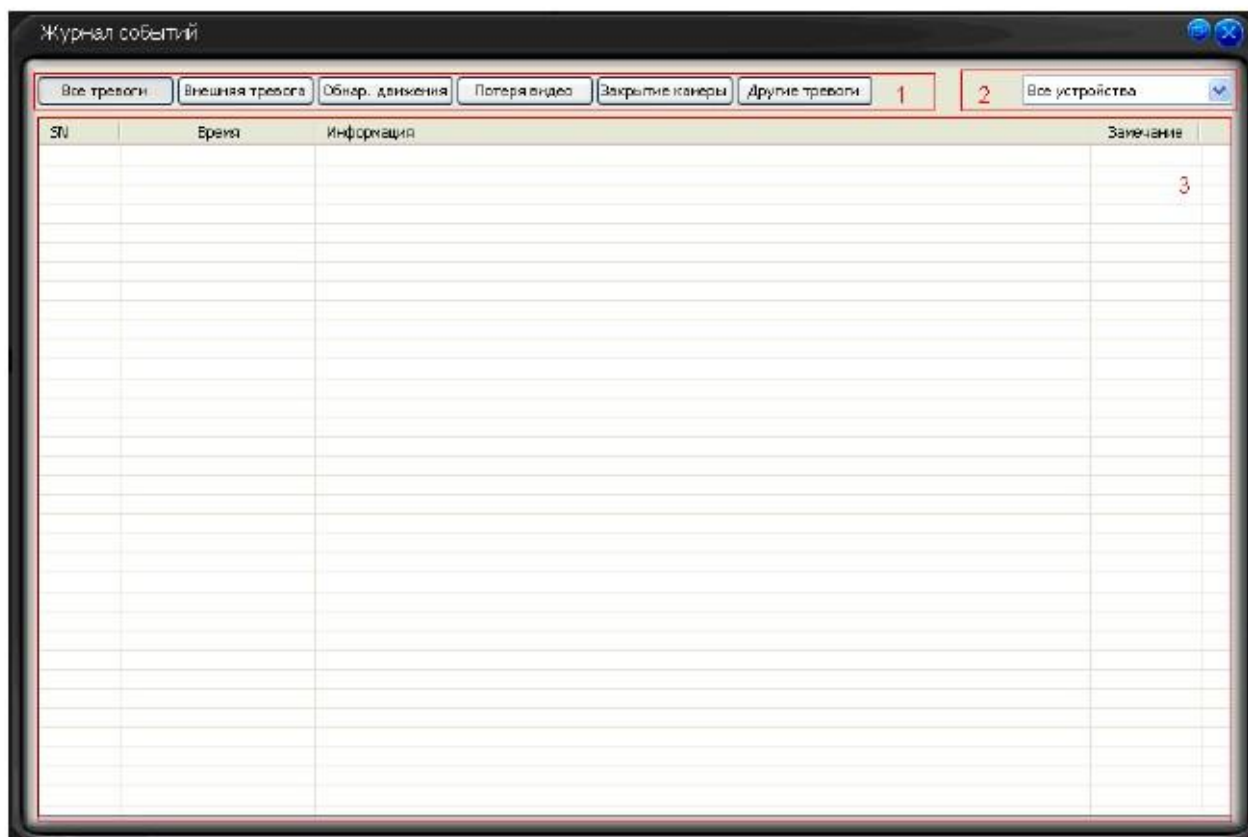 Журнал событий
Все тревоги Внешняя тревога Обнар. движения Потеря видео Закрытие камеры Другие тревоги 1 2 Все устройства
SN Время Информация Замечание
3